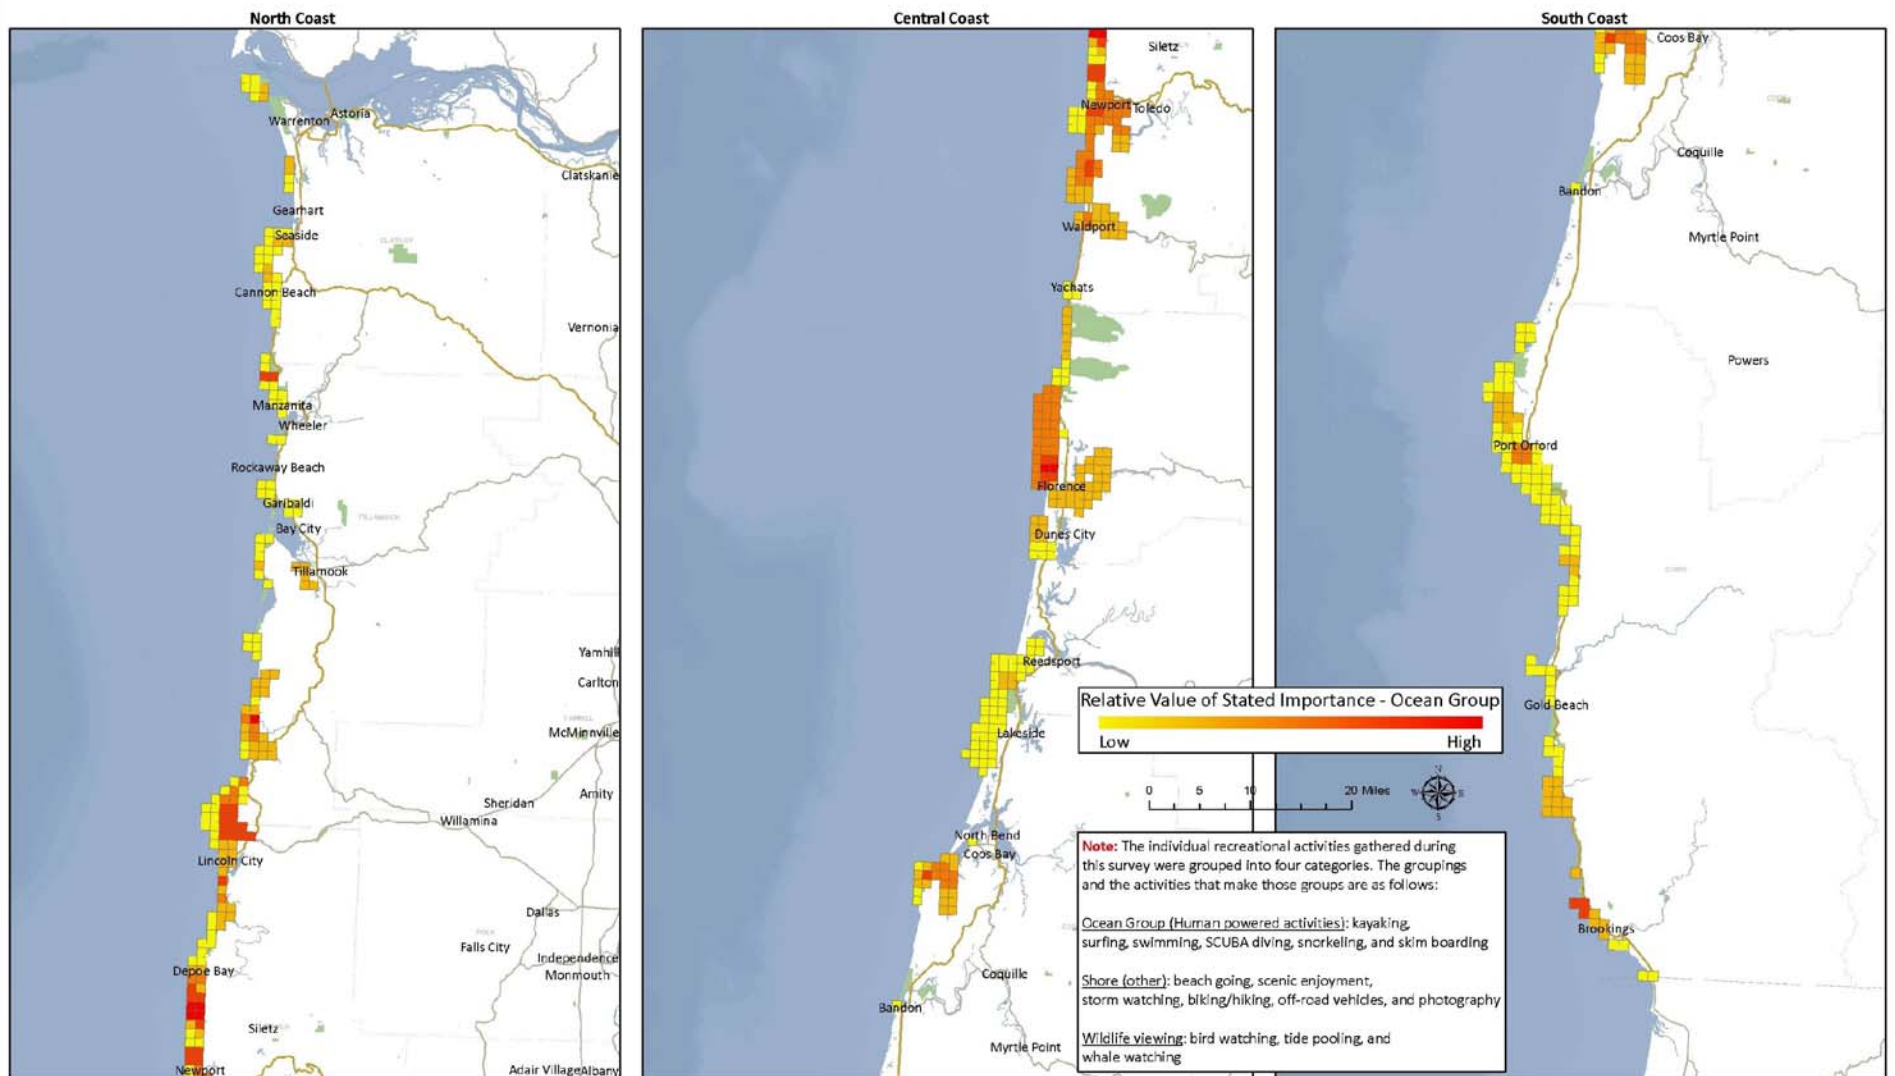 North Coast
Astoria
Warrenton
Clatskanie
Gearhart
Seaside
CLATSOP
Cannon Beach
Vernonia
Manzanita
Wheeler
Rockaway Beach
Garibaldi
TILLAMOOK
Bay City
Tillamook
Yamhill
Carlton
McMinnville
Amity
Sheridan
Willamina
Lincoln City
Dallas
POLK
Falls City
Independence
Monmouth
Depoe Bay
Siletz
Newport
Adair Village
Albany
Central Coast
Siletz
Newport
Toledo
Waldport
Yachats
Florence
Dunes City
Reedsport
Lakeside
North Bend
Coos Bay
Coquille
Bandon
Myrtle Point
South Coast
Coos Bay
Coquille
Bandon
Myrtle Point
Powers
Port Orford
Gold Beach
Brookings
Relative Value of Stated Importance - Ocean Group
Low High
0 5 10 20 Miles
N
W E
S
Note: The individual recreational activities gathered during
this survey were grouped into four categories. The groupings
and the activities that make those groups are as follows:
Ocean Group (Human powered activities): kayaking,
surfing, swimming, SCUBA diving, snorkeling, and skim boarding
Shore (other): beach going, scenic enjoyment,
storm watching, biking/hiking, off-road vehicles, and photography
Wildlife viewing: bird watching, tide pooling, and
whale watching